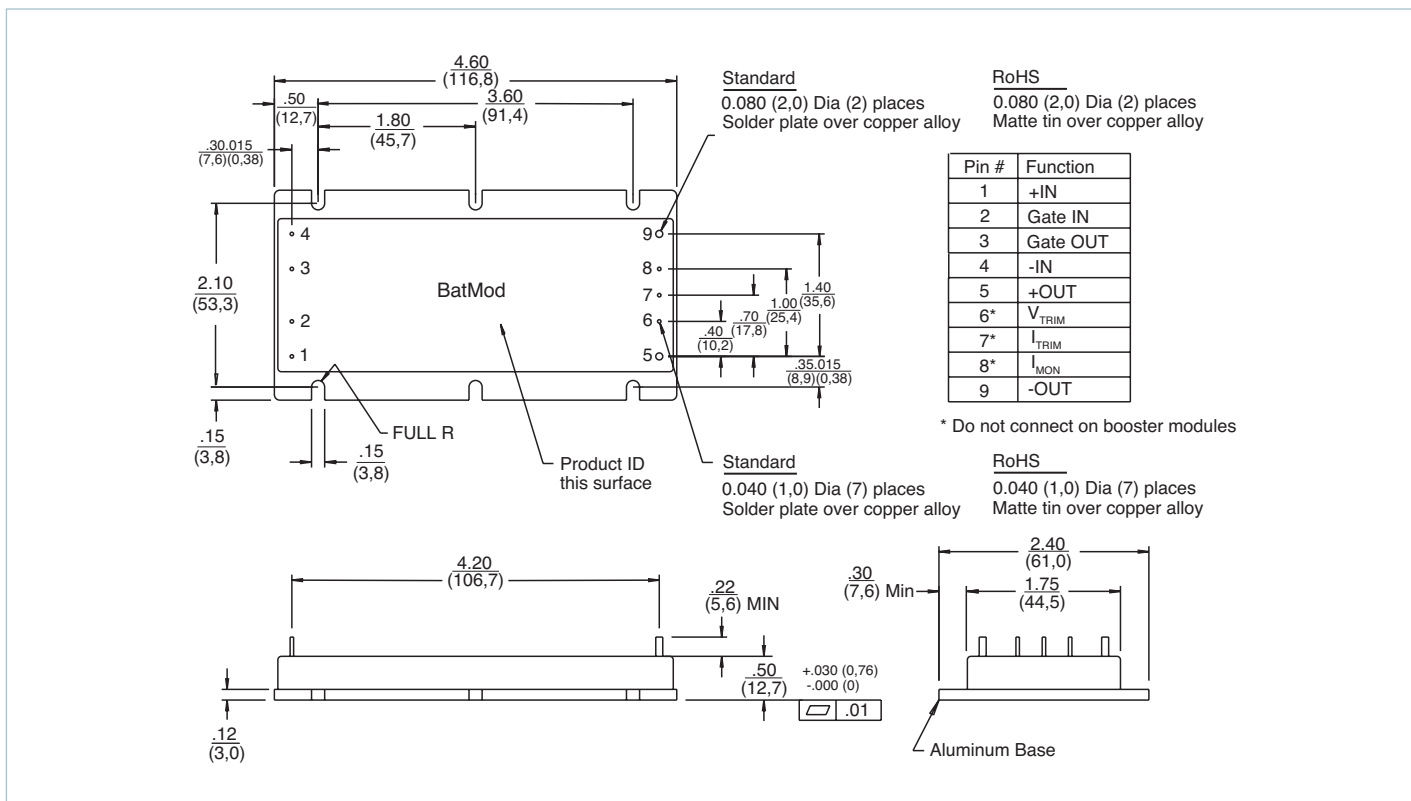 4.60
(116,8)
.50
(12,7)
3.60
(91,4)
1.80
(45,7)
.30.015
(7,6)(0,38)
Standard
0.080 (2,0) Dia (2) places
Solder plate over copper alloy
RoHS
0.080 (2,0) Dia (2) places
Matte tin over copper alloy
Pin # Function
1 +IN
2 Gate IN
3 Gate OUT
4 -IN
5 +OUT
6* VTRIM
7* ITRIM
8* IMON
9 -OUT
* Do not connect on booster modules
4
3
2
1
BatMod
9
8
7
6
5
2.10
(53,3)
1.40
(35,6)
1.00
(25,4)
.70
(17,8)
.40
(10,2)
.35.015
(8,9)(0,38)
.15
(3,8)
FULL R
.15
(3,8)
Product ID
this surface
Standard
0.040 (1,0) Dia (7) places
Solder plate over copper alloy
RoHS
0.040 (1,0) Dia (7) places
Matte tin over copper alloy
4.20
(106,7)
.22
(5,6) MIN
.50
(12,7)
+.030 (0,76)
-.000 (0)
.01
.12
(3,0)
2.40
(61,0)
.30
(7,6) Min
1.75
(44,5)
Aluminum Base